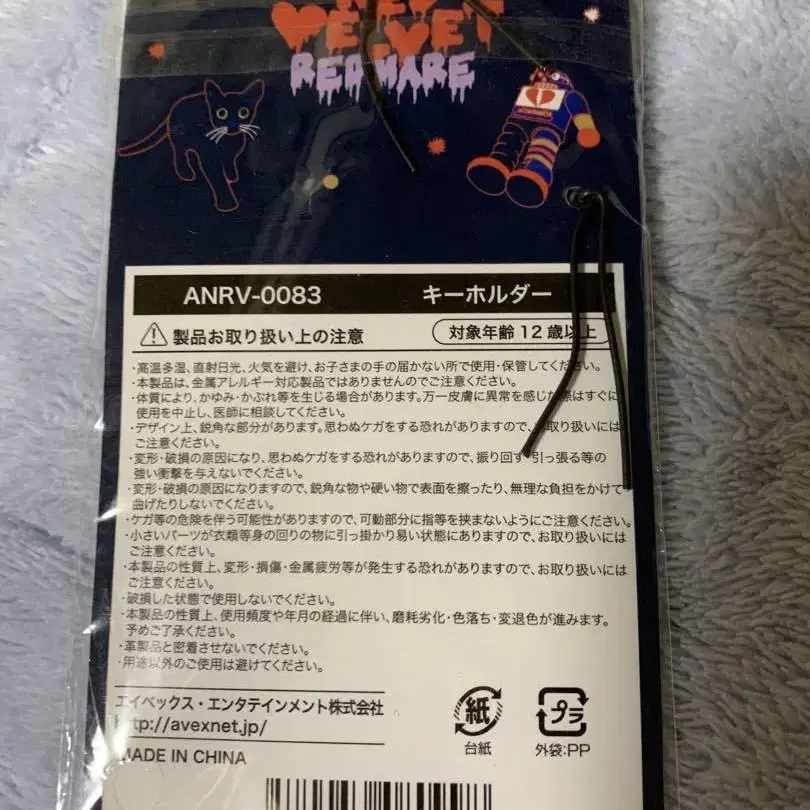 VELVET
REDMARE
ANRV-0083 キーホルダー
製品お取り扱い上の注意 対象年齢12歳以上
・高温多湿、直射日光、火気を避け、お子さまの手の届かない所で使用・保管してください。
・本製品は、金属アレルギー対応製品ではありませんのでご注意ください。
・体質により、かゆみ・かぶれ等を生じる場合があります。万一皮膚に異常を感じた際はすぐに
使用を中止し、医師に相談してください。
・デザイン上、鋭角な部分があります。思わぬケガをする恐れがありますので、お取り扱いには
ご注意ください。
・変形・破損の原因になり、思わぬケガをする恐れがありますので、振り回す・引っ張る等の
強い衝撃を与えないでください。
・変形・破損の原因になりますので、鋭角な物や硬い物で表面を擦ったり、無理な負担をかけて
曲げたりしないでください。
・ケガ等の危険を伴う可能性がありますので、可動部分に指等を挟まないようにご注意ください。
・小さいパーツが衣類等身の回りの物に引っ掛かり易い状態にありますので、お取り扱いには
ご注意ください。
・本製品の性質上、変形・損傷・金属疲労等が発生する恐れがありますので、お取り扱いには
ご注意ください。
・破損した状態で使用しないでください。
・本製品の性質上、使用頻度や年月の経過に伴い、磨耗劣化・色落ち・変退色が進みます。
予めご了承ください。
・革製品と密着させないでください。
・用途以外のご使用は避けてください。
エイベックス・エンタテインメント株式会社
http://avexnet.jp/
MADE IN CHINA
紙
台紙
プラ
外袋:PP